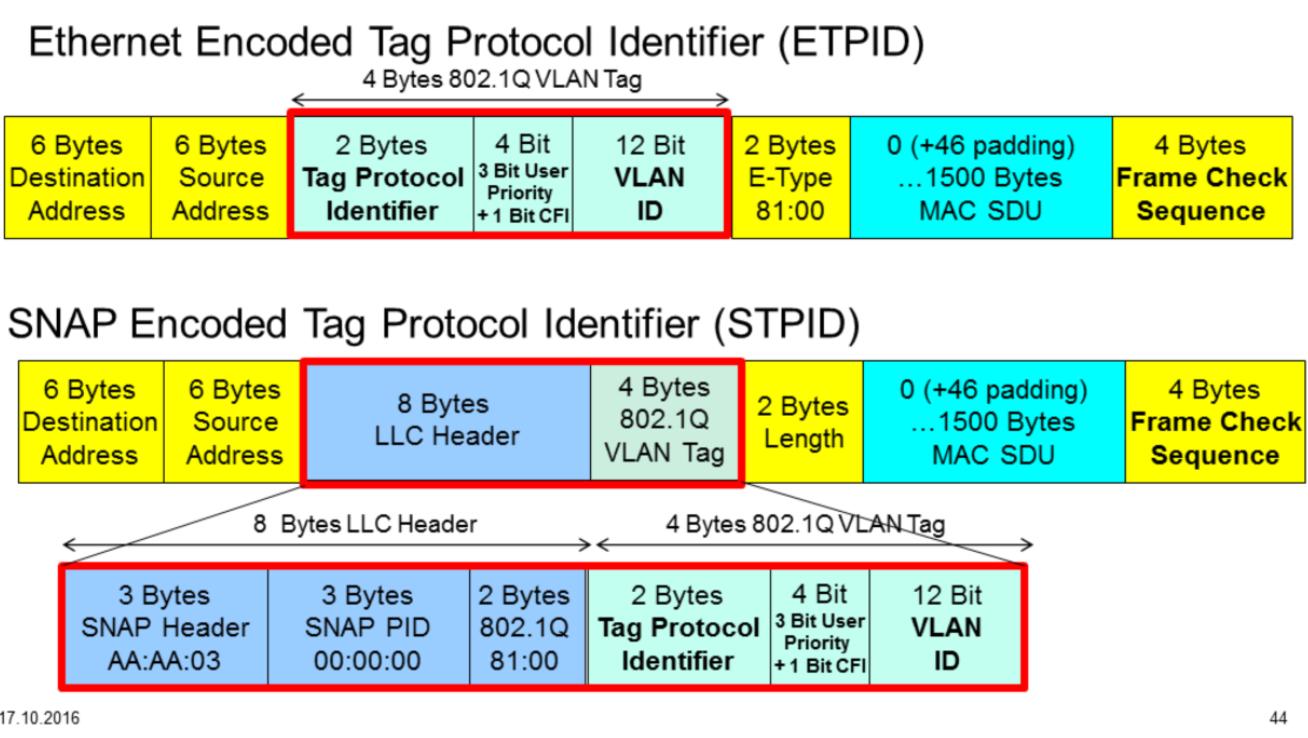 Ethernet Encoded Tag Protocol Identifier (ETPID)
4 Bytes 802.1Q VLAN Tag
6 Bytes
Destination
Address
6 Bytes
Source
Address
2 Bytes
Tag Protocol
Identifier
4 Bit
3 Bit User
Priority
+ 1 Bit CFI
12 Bit
VLAN
ID
2 Bytes
E-Type
81:00
0 (+46 padding)
…1500 Bytes
MAC SDU
4 Bytes
Frame Check
Sequence
SNAP Encoded Tag Protocol Identifier (STPID)
6 Bytes
Destination
Address
6 Bytes
Source
Address
8 Bytes
LLC Header
4 Bytes
802.1Q
VLAN Tag
2 Bytes
Length
0 (+46 padding)
…1500 Bytes
MAC SDU
4 Bytes
Frame Check
Sequence
8 Bytes LLC Header
4 Bytes 802.1Q VLAN Tag
3 Bytes
SNAP Header
AA:AA:03
3 Bytes
SNAP PID
00:00:00
2 Bytes
802.1Q
81:00
2 Bytes
Tag Protocol
Identifier
4 Bit
3 Bit User
Priority
+ 1 Bit CFI
12 Bit
VLAN
ID
17.10.2016
44